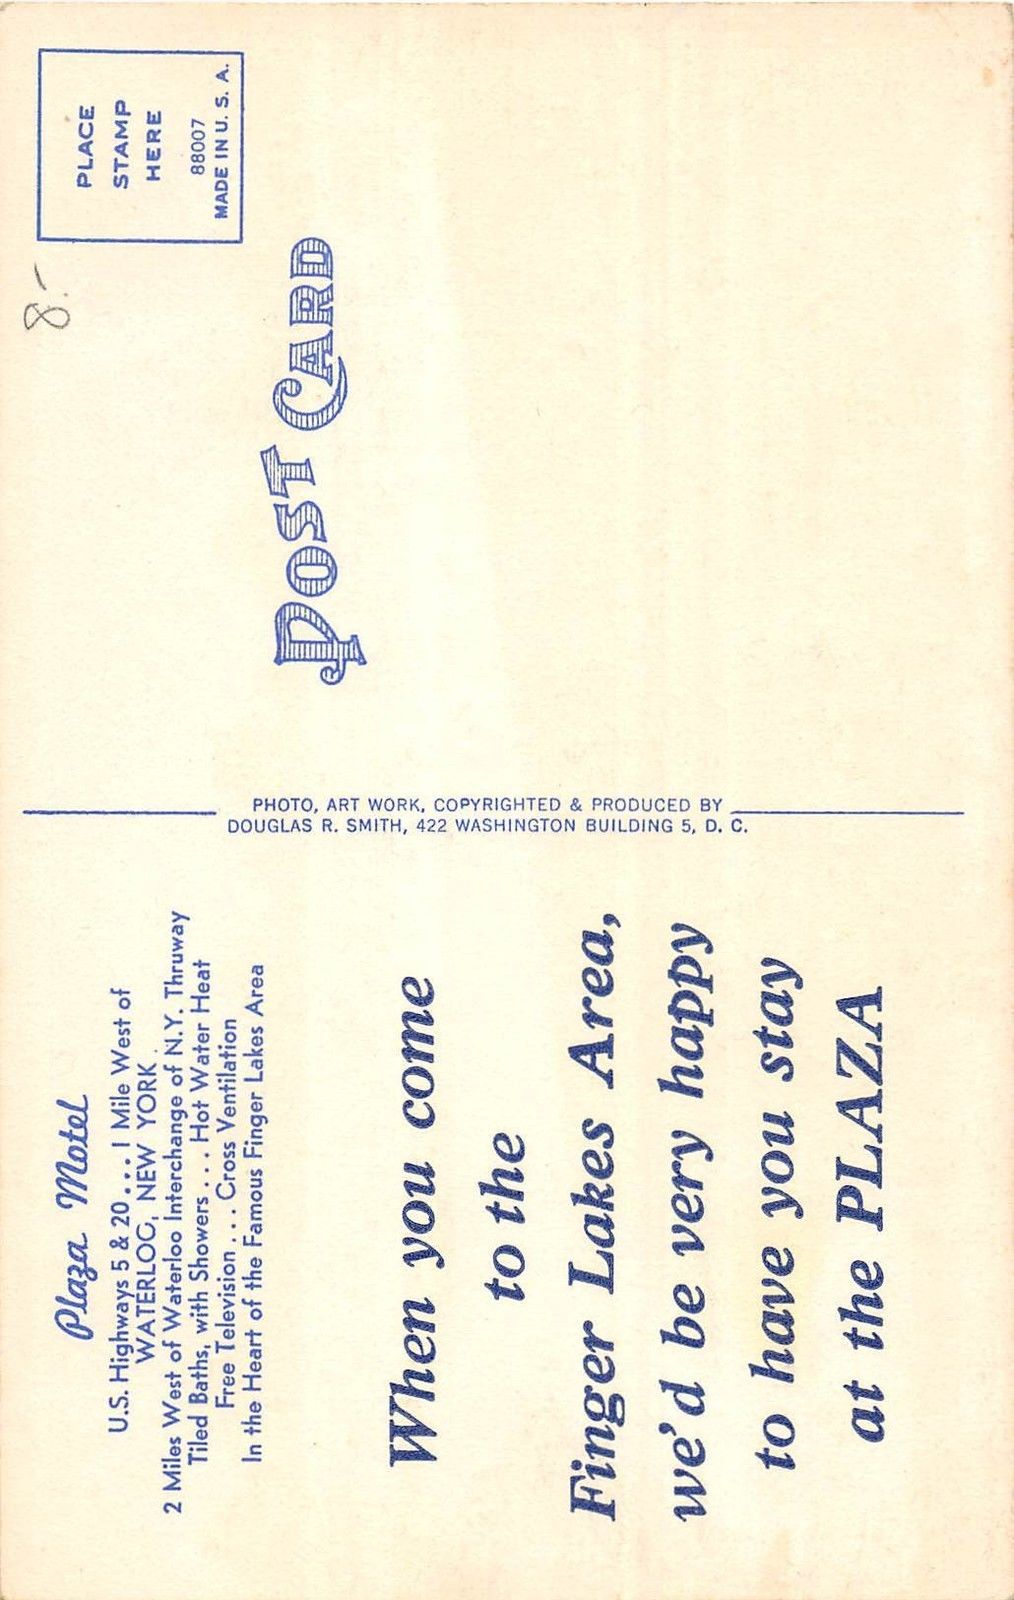 Plaza Motel
U.S. Highways 5 & 20 . . . . 1 Mile West of
WATERLOO, NEW YORK
2 Miles West of Waterloo Interchange of N.Y. Thruway
Tiled Baths, with Showers . . . Hot Water Heat
Free Television . . . Cross Ventilation
In the Heart of the Famous Finger Lakes Area
When you come
to the
Finger Lakes Area,
we'd be very happy
to have you stay
at the PLAZA
PHOTO, ART WORK, COPYRIGHTED & PRODUCED BY
DOUGLAS R. SMITH, 422 WASHINGTON BUILDING 5, D. C.
POST CARD
8.-
PLACE
STAMP
HERE
88007
MADE IN U. S. A.